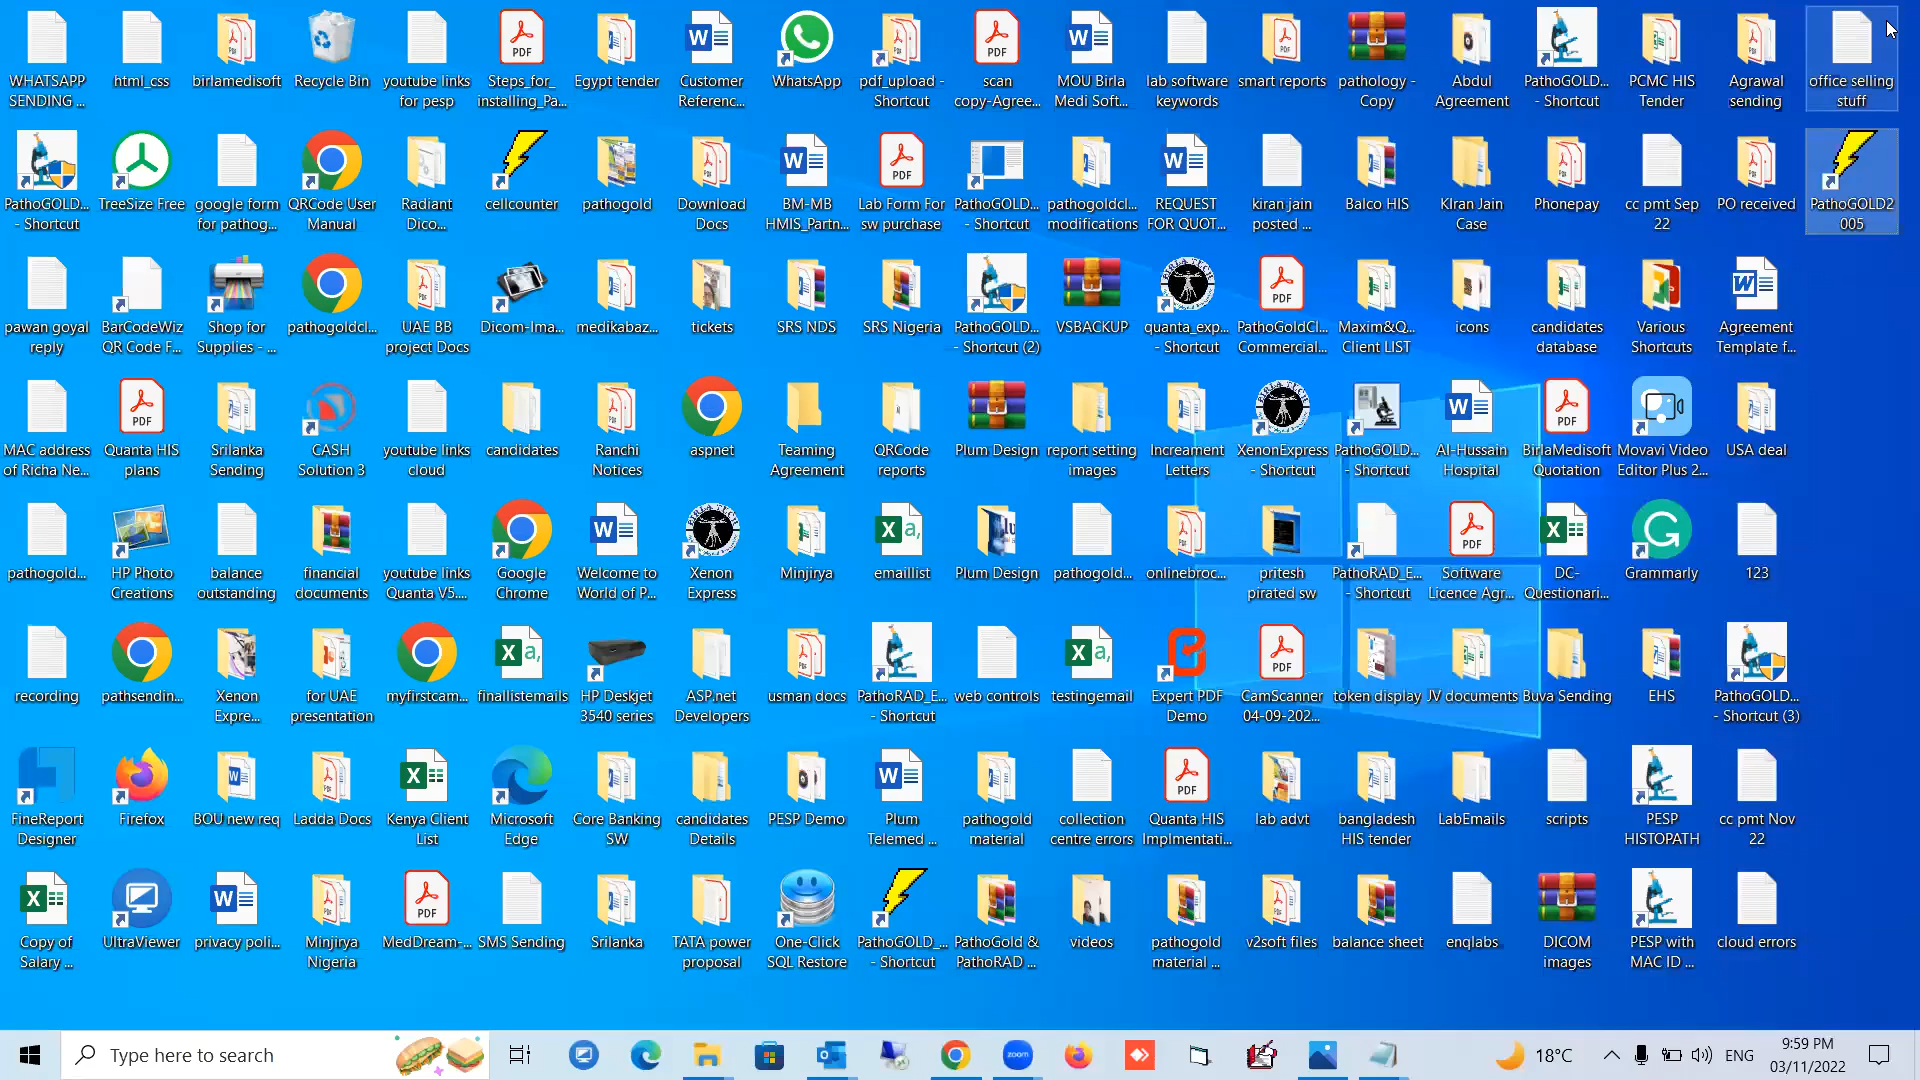 WHATSAPP
SENDING ...
html_css
birlamedisoft
Recycle Bin
youtube links
for pesp
PDF
Steps_for_
installing_Pa...
Egypt tender
Customer
Referenc...
WhatsApp
pdf_upload -
Shortcut
PDF
scan
copy-Agree...
MOU Birla
Medi Soft...
lab software
keywords
smart reports
pathology -
Copy
Abdul
Agreement
PathoGOLD...
- Shortcut
PCMC HIS
Tender
Agrawal
sending
office selling
stuff
PathoGOLD...
- Shortcut
TreeSize Free
google form
for pathog...
QRCode User
Manual
Radiant
Dico...
cellcounter
pathogold
Download
Docs
BM-MB
HMIS_Partn...
PDF
Lab Form For
sw purchase
PathoGOLD...
- Shortcut
pathogoldcl...
modifications
REQUEST
FOR QUOT...
kiran jain
posted ...
Balco HIS
KIran Jain
Case
Phonepay
cc pmt Sep
22
PO received
PathoGOLD2
005
pawan goyal
reply
BarCodeWiz
QR Code F...
Shop for
Supplies - ...
pathogoldcl...
UAE BB
project Docs
Dicom-Ima...
medikabaz...
tickets
SRS NDS
SRS Nigeria
PathoGOLD...
- Shortcut (2)
VSBACKUP
quanta_exp...
- Shortcut
PDF
PathoGoldCl...
Commercial...
Maxim&Q...
Client LIST
icons
candidates
database
Various
Shortcuts
Agreement
Template f...
MAC address
of Richa Ne...
PDF
Quanta HIS
plans
Srilanka
Sending
CASH
Solution 3
youtube links
cloud
candidates
Ranchi
Notices
aspnet
Teaming
Agreement
QRCode
reports
Plum Design
report setting
images
Increament
Letters
XenonExpress
- Shortcut
PathoGOLD...
- Shortcut
Al-Hussain
Hospital
PDF
BirlaMedisoft
Quotation
Movavi Video
Editor Plus 2...
USA deal
pathogold...
HP Photo
Creations
balance
outstanding
financial
documents
youtube links
Quanta V5....
Google
Chrome
Welcome to
World of P...
Xenon
Express
Minjirya
emaillist
Plum Design
pathogold...
onlinebroc...
pritesh
pirated sw
PathoRAD_E...
- Shortcut
PDF
Software
Licence Agr...
DC-
Questionari...
Grammarly
123
recording
pathsendin...
Xenon
Expre...
for UAE
presentation
myfirstcam...
finallistemails
HP Deskjet
3540 series
ASP.net
Developers
usman docs
PathoRAD_E...
- Shortcut
web controls
testingemail
Expert PDF
Demo
PDF
CamScanner
04-09-202...
token display
JV documents
Buva Sending
EHS
PathoGOLD...
- Shortcut (3)
FineReport
Designer
Firefox
BOU new req
Ladda Docs
Kenya Client
List
Microsoft
Edge
Core Banking
SW
candidates
Details
PESP Demo
Plum
Telemed ...
pathogold
material
collection
centre errors
PDF
Quanta HIS
Implmentati...
lab advt
bangladesh
HIS tender
LabEmails
scripts
PESP
HISTOPATH
cc pmt Nov
22
Copy of
Salary ...
UltraViewer
privacy poli...
Minjirya
Nigeria
PDF
MedDream-...
SMS Sending
Srilanka
TATA power
proposal
One-Click
SQL Restore
PathoGOLD_...
- Shortcut
PathoGold &
PathoRAD ...
videos
pathogold
material ...
v2soft files
balance sheet
enqlabs
DICOM
images
PESP with
MAC ID ...
cloud errors
Type here to search
zoom
18°C
ENG
9:59 PM
03/11/2022